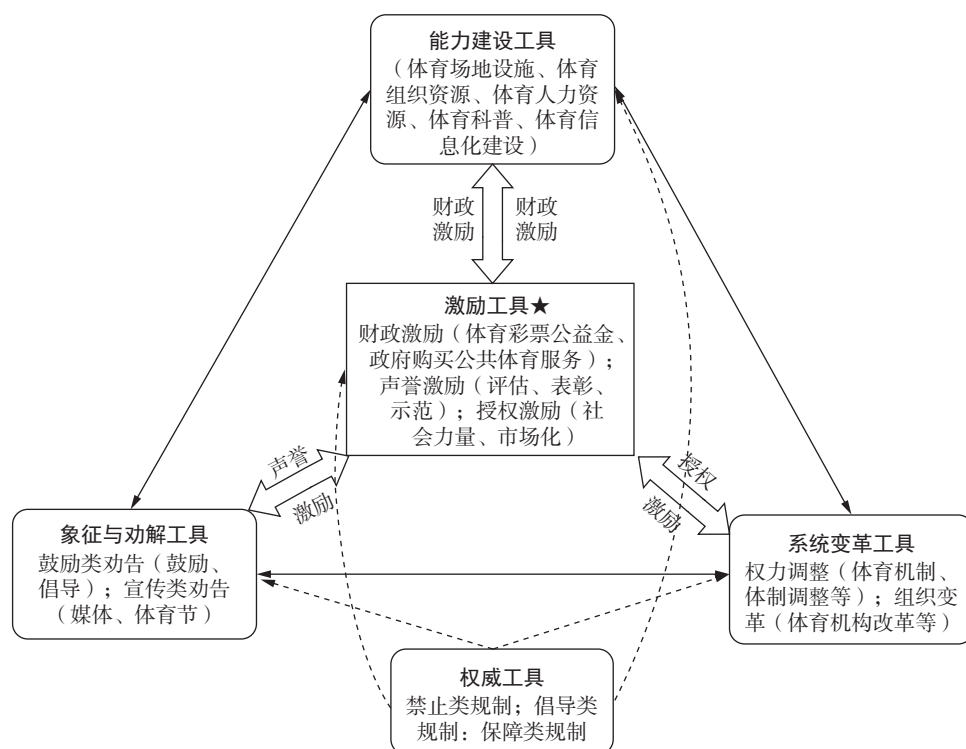 能力建设工具
（体育场地设施、体育
组织资源、体育人力资
源、体育科普、体育信
息化建设）
财政
激励
财政
激励
激励工具★
财政激励（体育彩票公益金、
政府购买公共体育服务）；
声誉激励（评估、表彰、
示范）；授权激励（社
会力量、市场化）
声誉
激励
授权
激励
象征与劝解工具
鼓励类劝告（鼓励、
倡导）；宣传类劝告
（媒体、体育节）
系统变革工具
权力调整（体育机制、
体制调整等）；组织变
革（体育机构改革等）
权威工具
禁止类规制；倡导类
规制：保障类规制